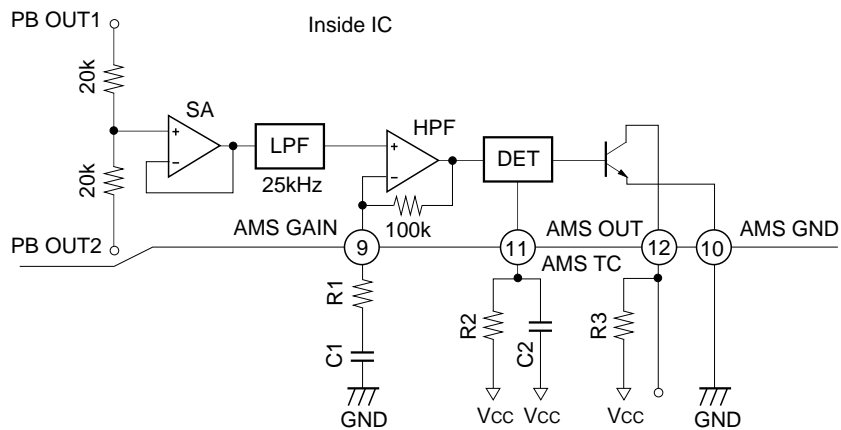 PB OUT1
Inside IC
20k
SA
HPF
+
−
LPF
+
−
DET
25kHz
20k
100k
PB OUT2
AMS GAIN
AMS OUT
AMS GND
9
11
12
10
AMS TC
R1
R2
C2
R3
C1
GND
VCC
VCC
VCC
GND